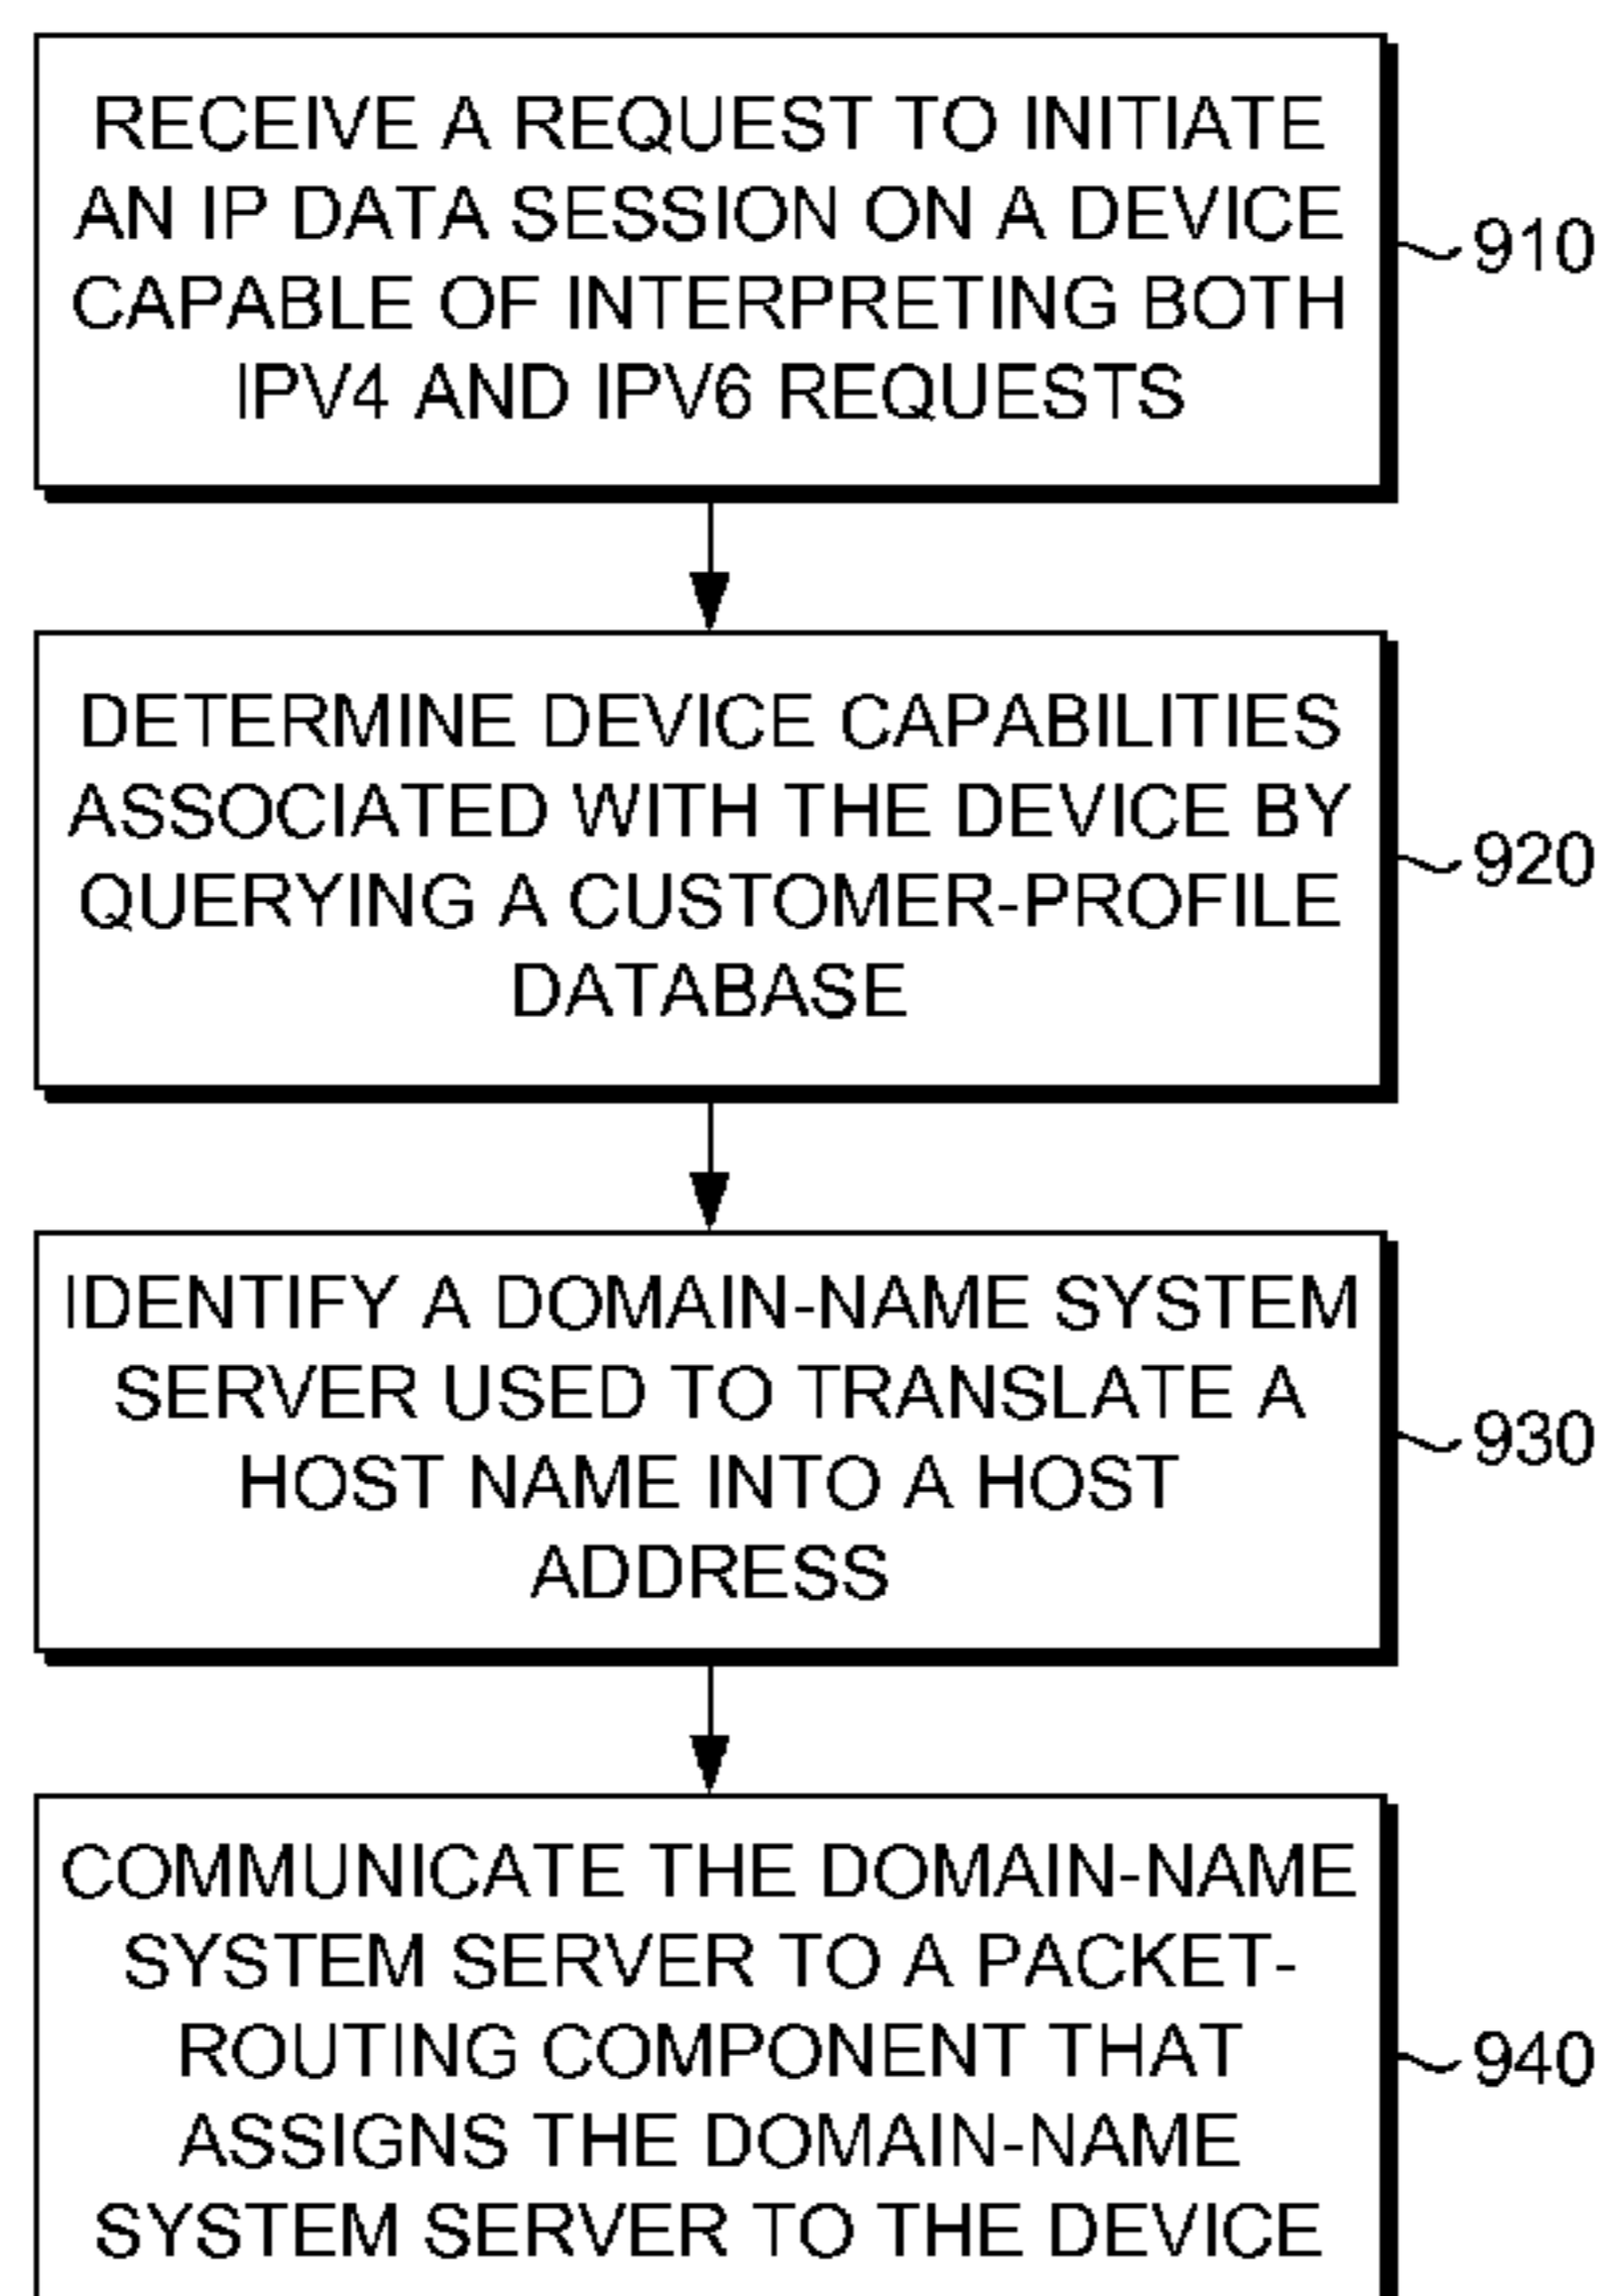 RECEIVE A REQUEST TO INITIATE
AN IP DATA SESSION ON A DEVICE
CAPABLE OF INTERPRETING BOTH
IPV4 AND IPV6 REQUESTS
910
DETERMINE DEVICE CAPABILITIES
ASSOCIATED WITH THE DEVICE BY
QUERYING A CUSTOMER-PROFILE
DATABASE
920
IDENTIFY A DOMAIN-NAME SYSTEM
SERVER USED TO TRANSLATE A
HOST NAME INTO A HOST
ADDRESS
930
COMMUNICATE THE DOMAIN-NAME
SYSTEM SERVER TO A PACKET-
ROUTING COMPONENT THAT
ASSIGNS THE DOMAIN-NAME
SYSTEM SERVER TO THE DEVICE
940